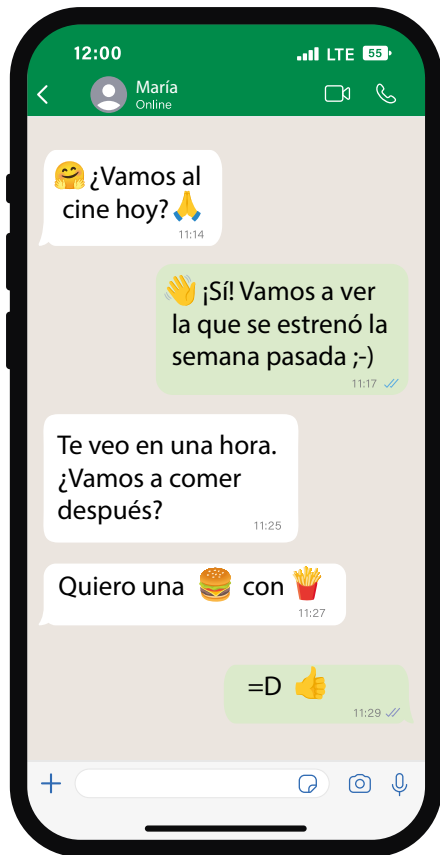 12:00 LTE 55
María
Online
🤗 ¿Vamos al
cine hoy? 🙏
11:14
👋 ¡Sí! Vamos a ver
la que se estrenó la
semana pasada ;-)
11:17
Te veo en una hora.
¿Vamos a comer
después?
11:25
Quiero una 🍔 con 🍟
11:27
=D 👍
11:29